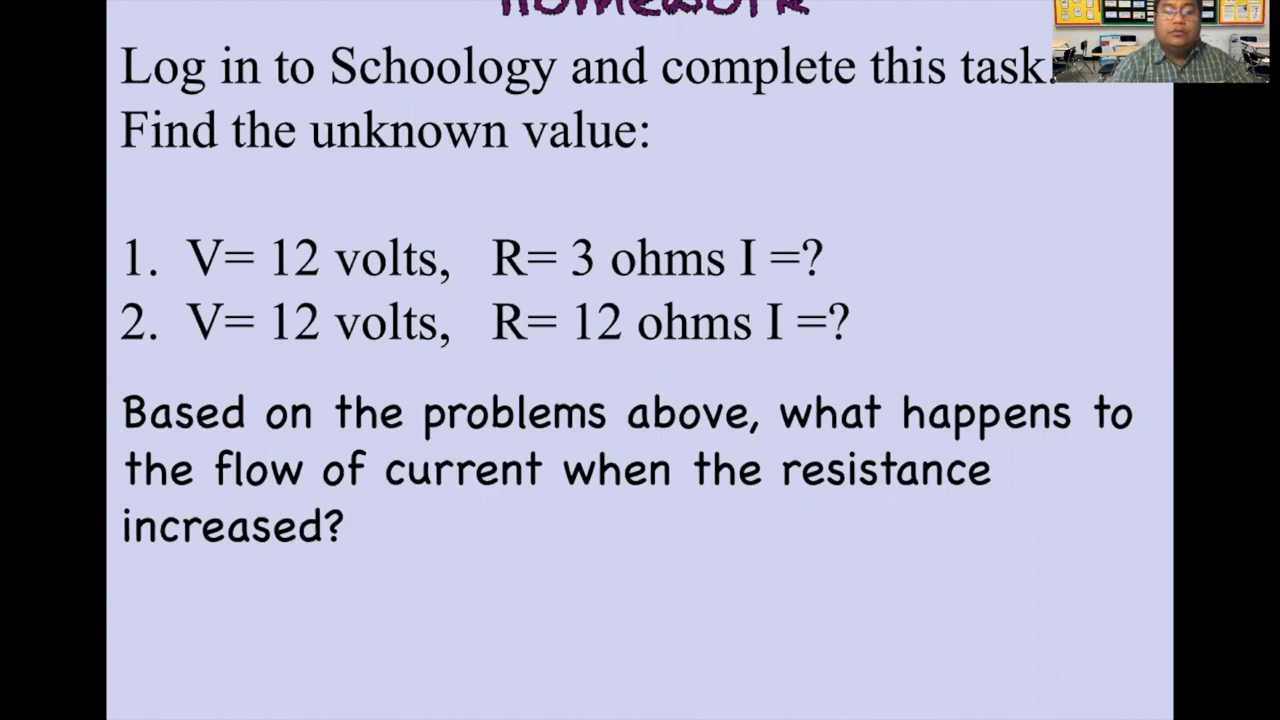 Homework
Log in to Schoology and complete this task.
Find the unknown value:
1. V= 12 volts, R= 3 ohms I =?
2. V= 12 volts, R= 12 ohms I =?
Based on the problems above, what happens to
the flow of current when the resistance
increased?